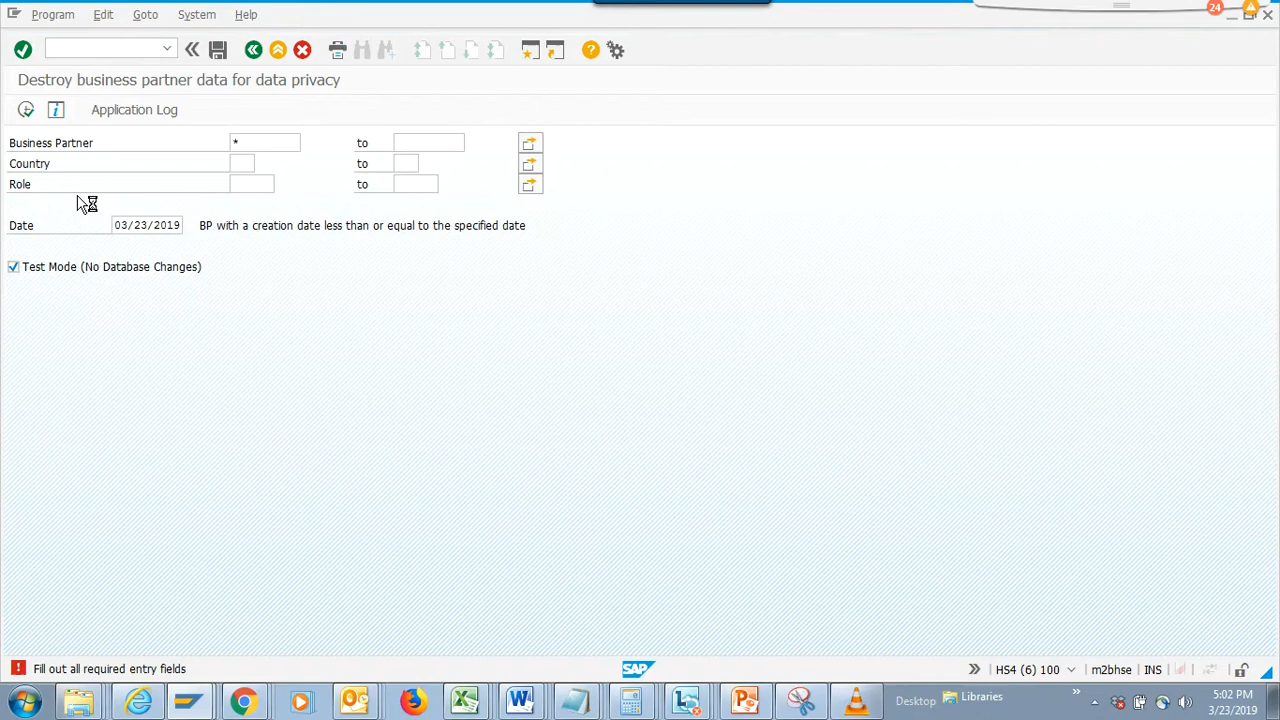 Program Edit Goto System Help
24
Destroy business partner data for data privacy
Application Log
Business Partner * to
Country to
Role to
Date 03/23/2019 BP with a creation date less than or equal to the specified date
Test Mode (No Database Changes)
Fill out all required entry fields SAP HS4 (6) 100 m2bhse INS
Desktop Libraries 5:02 PM
3/23/2019